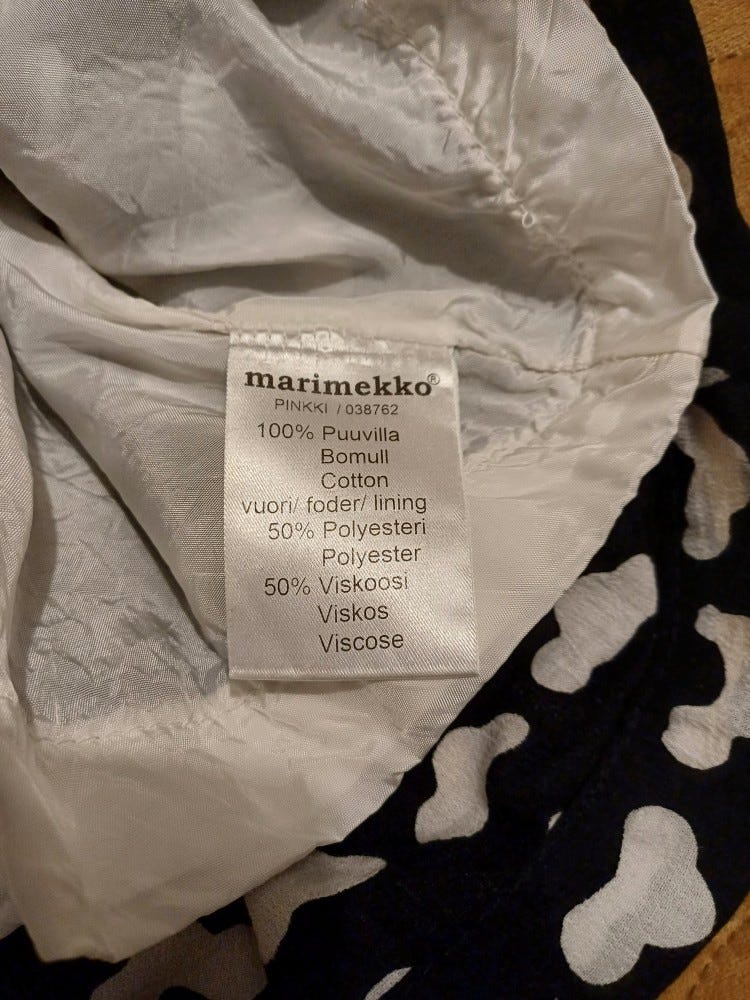 marimekko®
PINKKI / 038762
100% Puuvilla
Bomull
Cotton
vuori/ foder/ lining
50% Polyesteri
Polyester
50% Viskoosi
Viskos
Viscose